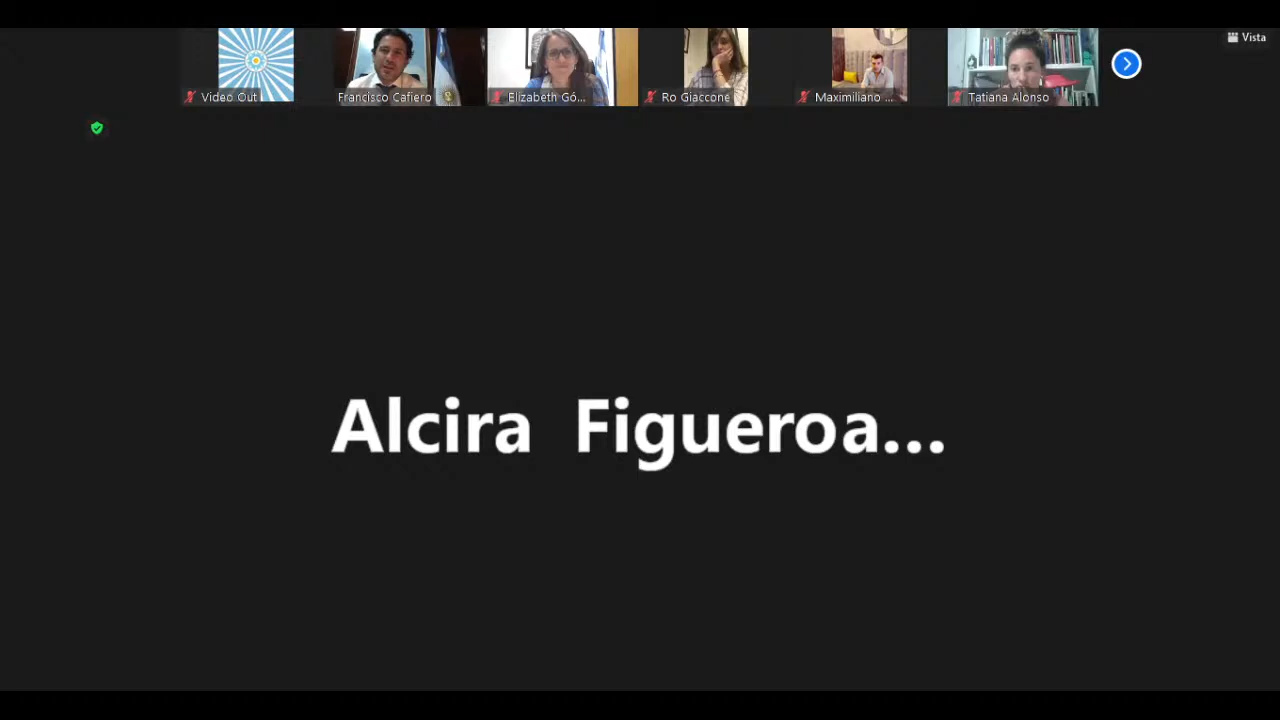 Vista
Video Out
Francisco Cafiero
Elizabeth Gó...
Ro Giaccone
Maximiliano ...
Tatiana Alonso
Alcira Figueroa...